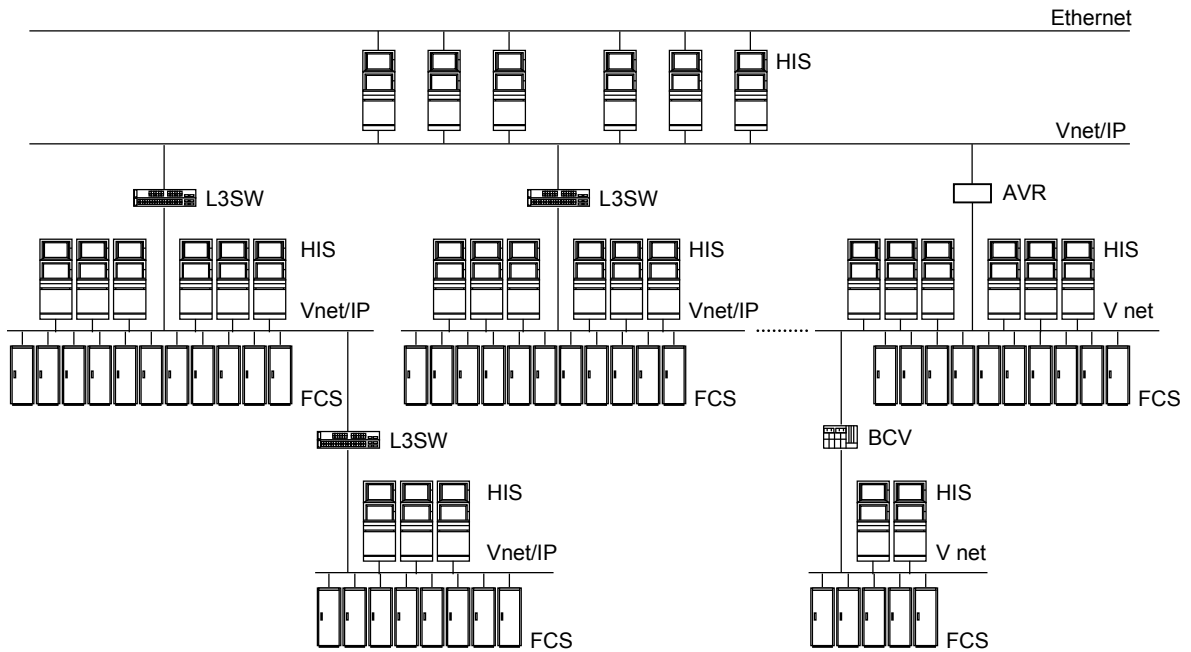 Ethernet
HIS
Vnet/IP
L3SW
L3SW
AVR
HIS
HIS
HIS
Vnet/IP
Vnet/IP
V net
FCS
FCS
FCS
L3SW
BCV
HIS
HIS
Vnet/IP
V net
FCS
FCS